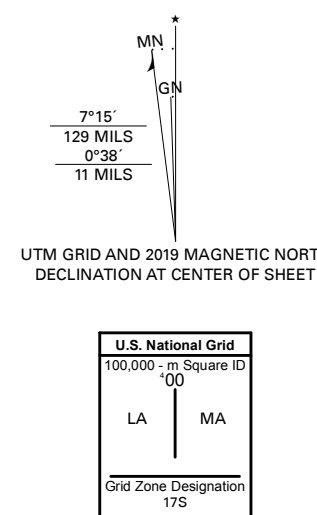 ★
MN
GN
7°15´
129 MILS
0°38´
11 MILS
UTM GRID AND 2019 MAGNETIC NORT
DECLINATION AT CENTER OF SHEET
U.S. National Grid
100,000 - m Square ID
⁴00
LA MA
Grid Zone Designation
17S